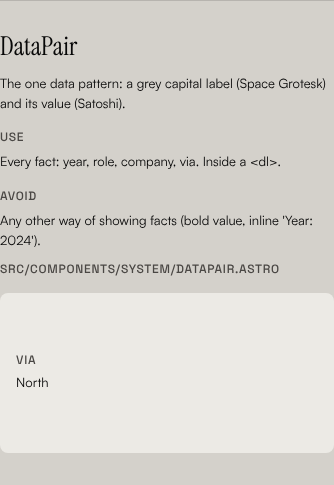 DataPair
The one data pattern: a grey capital label (Space Grotesk)
and its value (Satoshi).
USE
Every fact: year, role, company, via. Inside a <dl>.
AVOID
Any other way of showing facts (bold value, inline 'Year:
2024').
SRC/COMPONENTS/SYSTEM/DATAPAIR.ASTRO
VIA
North